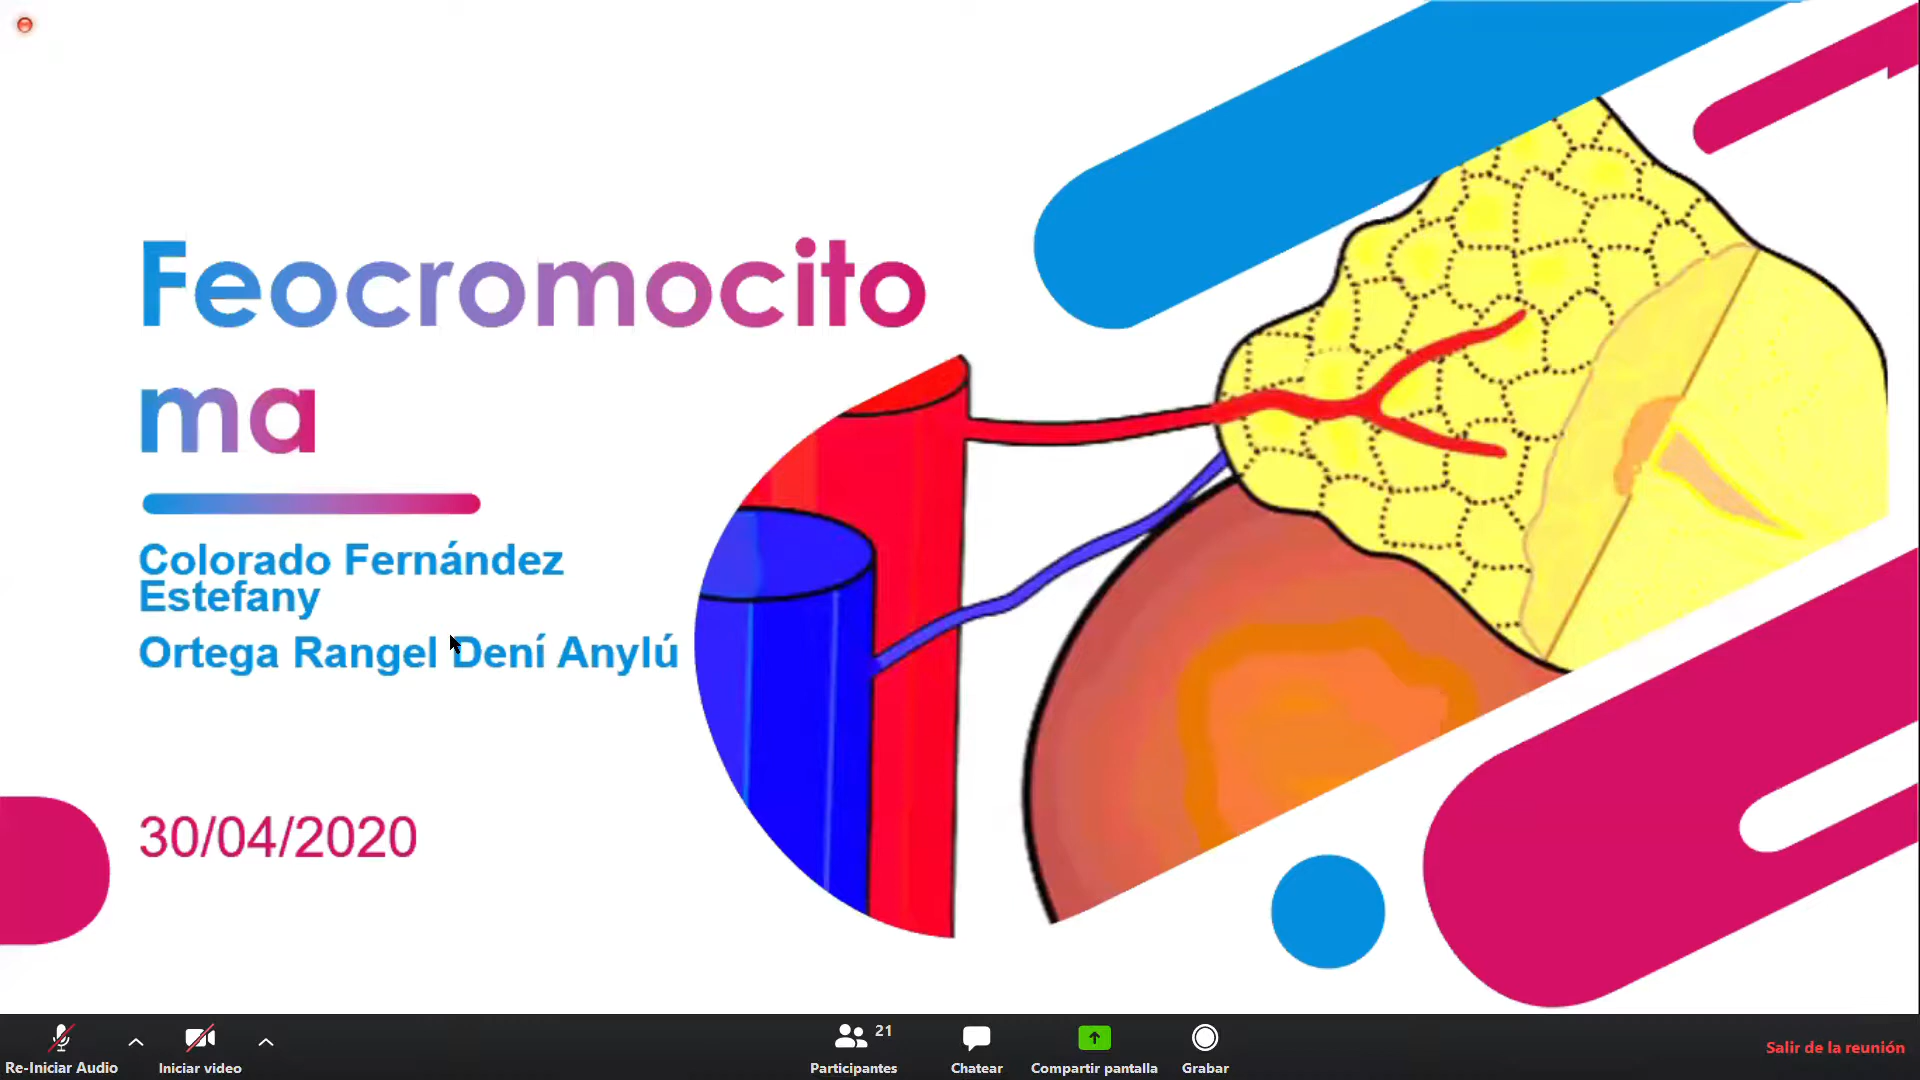 Feocromocito
ma
Colorado Fernández
Estefany
Ortega Rangel Dení Anylú
30/04/2020
Re-Iniciar Audio
Iniciar video
21
Participantes
Chatear
Compartir pantalla
Grabar
Salir de la reunión